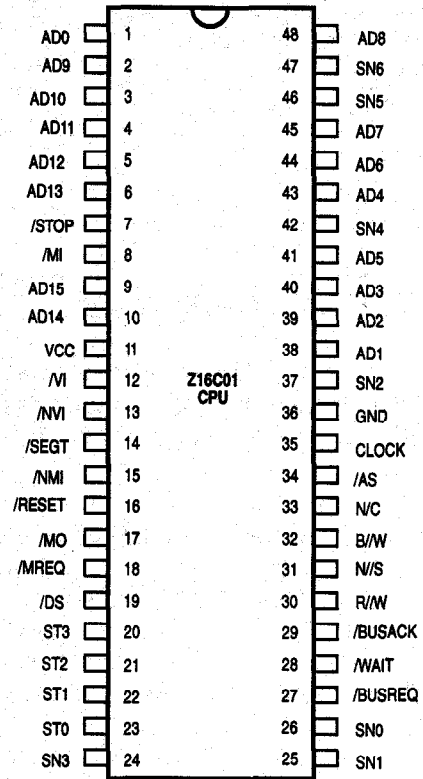 AD0 1 48 AD8
AD9 2 47 SN6
AD10 3 46 SN5
AD11 4 45 AD7
AD12 5 44 AD6
AD13 6 43 AD4
/STOP 7 42 SN4
/MI 8 41 AD5
AD15 9 40 AD3
AD14 10 39 AD2
VCC 11 38 AD1
/VI 12 Z16C01 37 SN2
CPU
/NVI 13 36 GND
/SEGT 14 35 CLOCK
/NMI 15 34 /AS
/RESET 16 33 N/C
/MO 17 32 B//W
/MREQ 18 31 N//S
/DS 19 30 R//W
ST3 20 29 /BUSACK
ST2 21 28 /WAIT
ST1 22 27 /BUSREQ
ST0 23 26 SN0
SN3 24 25 SN1